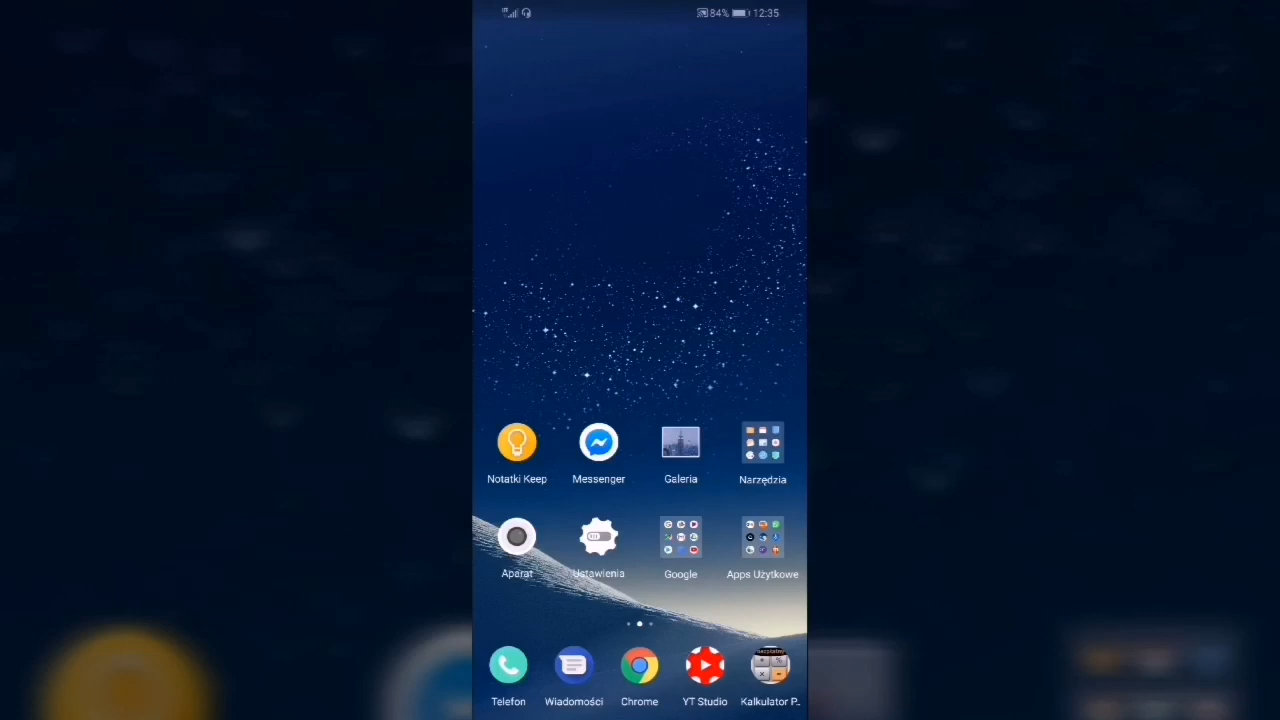 84% 12:35
Notatki Keep Messenger Galeria Narzędzia
Aparat Ustawienia Google Apps Użytkowe
bezpłatny
Telefon Wiadomości Chrome YT Studio Kalkulator P..